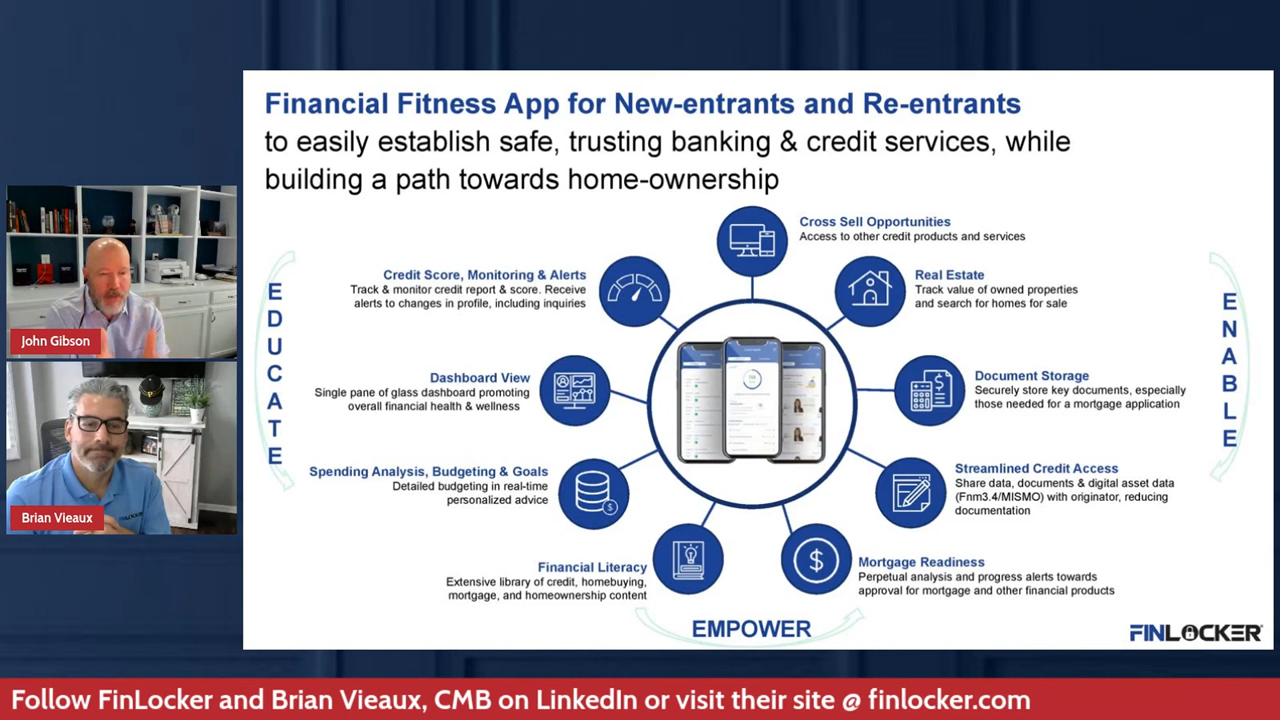 Financial Fitness App for New-entrants and Re-entrants
to easily establish safe, trusting banking & credit services, while
building a path towards home-ownership
Cross Sell Opportunities
Access to other credit products and services
Credit Score, Monitoring & Alerts
Track & monitor credit report & score. Receive
alerts to changes in profile, including inquiries
Real Estate
Track value of owned properties
and search for homes for sale
EDUCATE
ENABLE
Dashboard View
Single pane of glass dashboard promoting
overall financial health & wellness
Document Storage
Securely store key documents, especially
those needed for a mortgage application
Spending Analysis, Budgeting & Goals
Detailed budgeting in real-time
personalized advice
Streamlined Credit Access
Share data, documents & digital asset data
(Fnm3.4/MISMO) with originator, reducing
documentation
Financial Literacy
Extensive library of credit, homebuying,
mortgage, and homeownership content
Mortgage Readiness
Perpetual analysis and progress alerts towards
approval for mortgage and other financial products
EMPOWER
FINLOCKER
John Gibson
Brian Vieaux
Follow FinLocker and Brian Vieaux, CMB on LinkedIn or visit their site @ finlocker.com